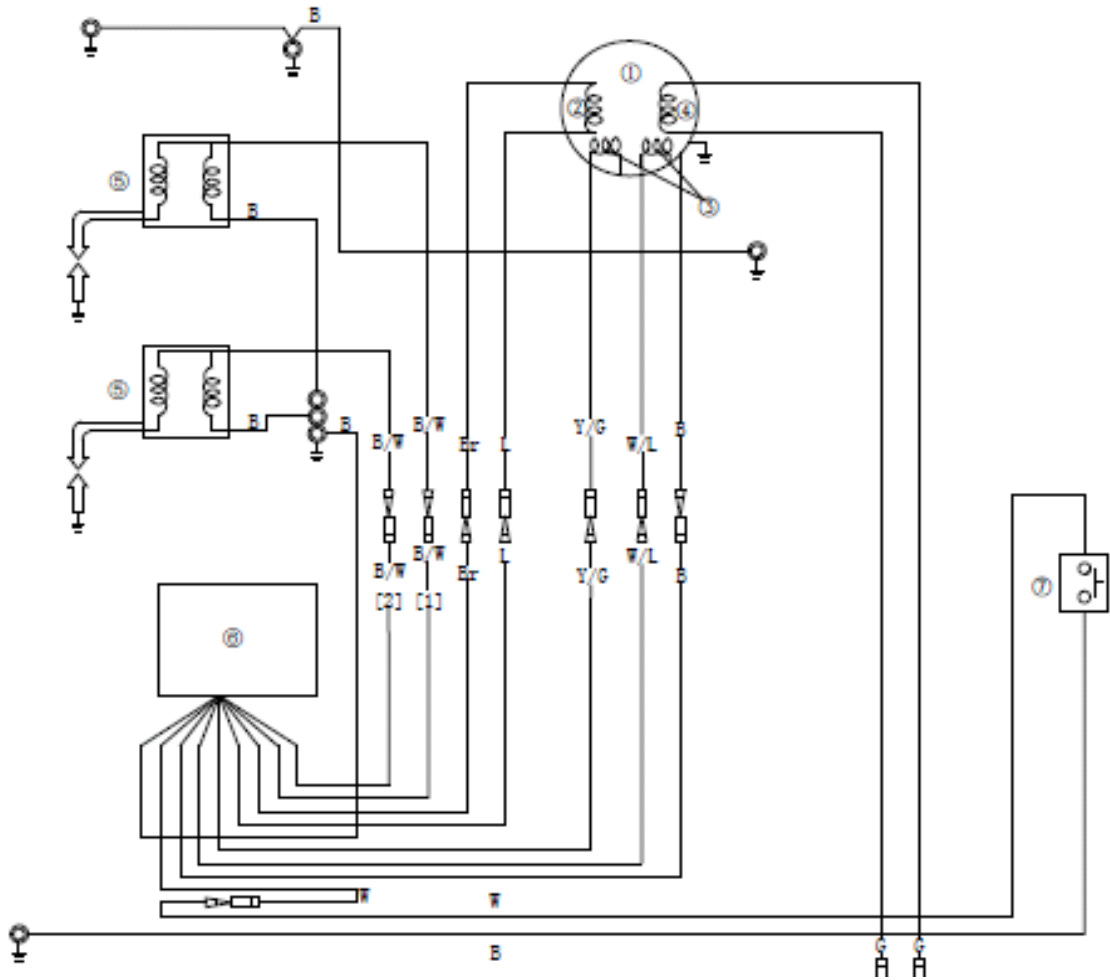 B
①
② ④
③
⑤
B
⑤
B B
B/W B/W Br L Y/G W/L B
B/W B/W Br L Y/G W/L B
[2] [1]
⑥ ⑦
W W
B
G G